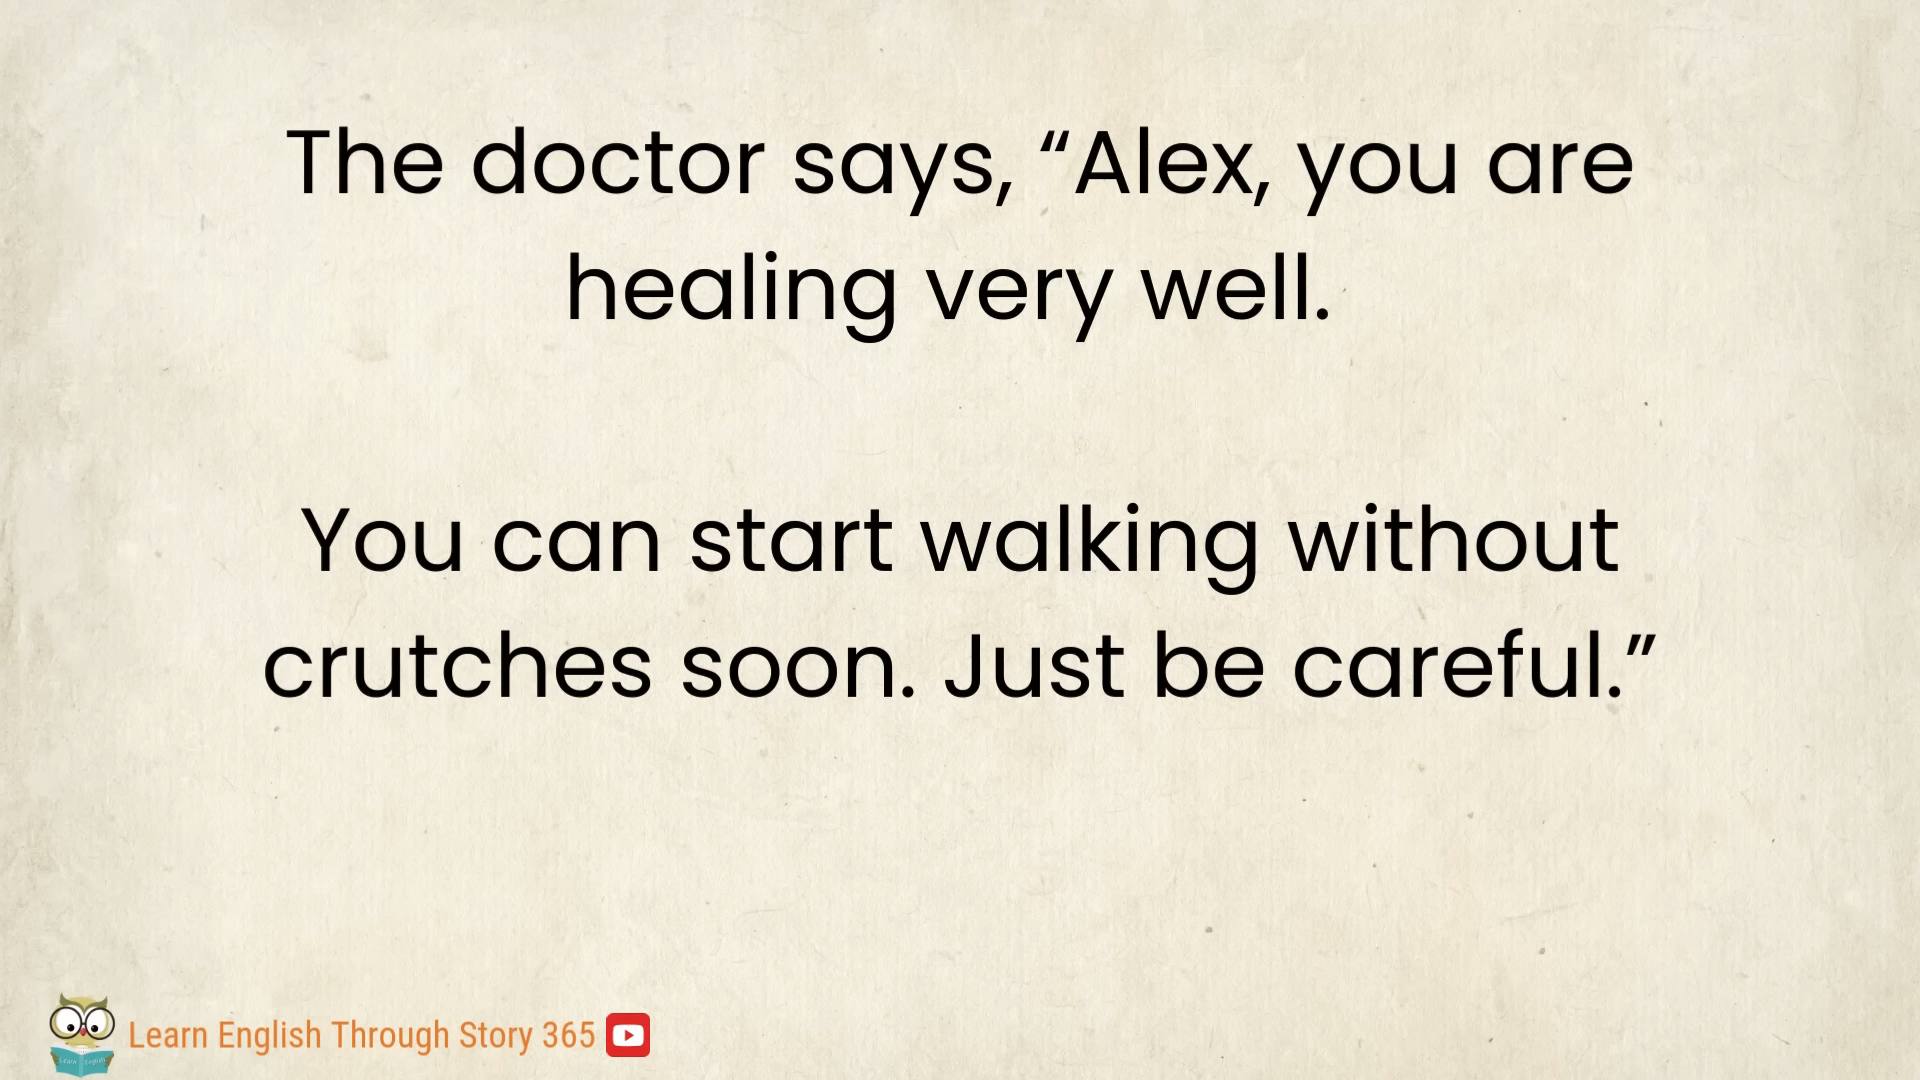 The doctor says, “Alex, you are
healing very well.
You can start walking without
crutches soon. Just be careful.”
Learn English Through Story 365